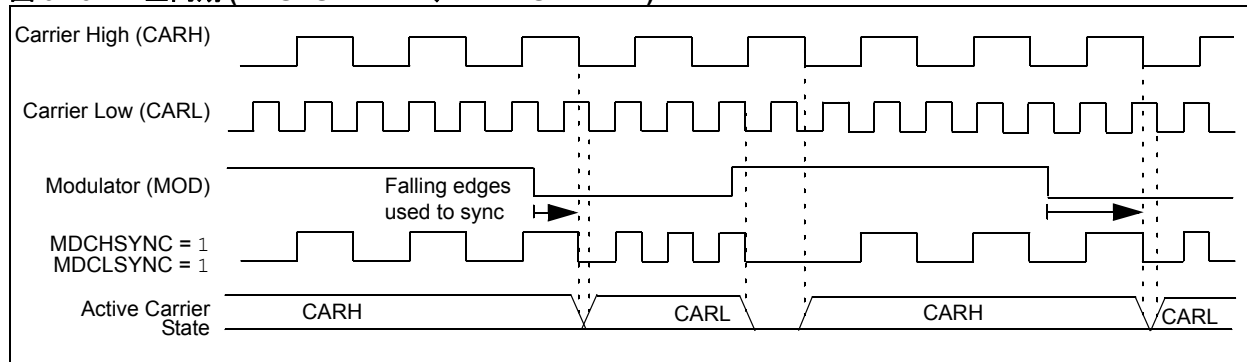 Carrier High (CARH)
Carrier Low (CARL)
Modulator (MOD)
Falling edges
used to sync
MDCHSYNC = 1
MDCLSYNC = 1
Active Carrier
State
CARH
CARL
CARH
CARL